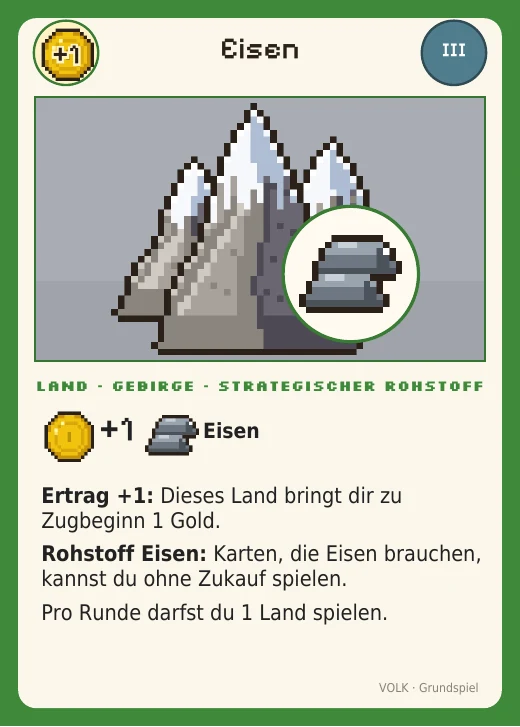 +1
Eisen
III
LAND - GEBIRGE - STRATEGISCHER ROHSTOFF
+1 Eisen
Ertrag +1: Dieses Land bringt dir zu
Zugbeginn 1 Gold.
Rohstoff Eisen: Karten, die Eisen brauchen,
kannst du ohne Zukauf spielen.
Pro Runde darfst du 1 Land spielen.
VOLK · Grundspiel